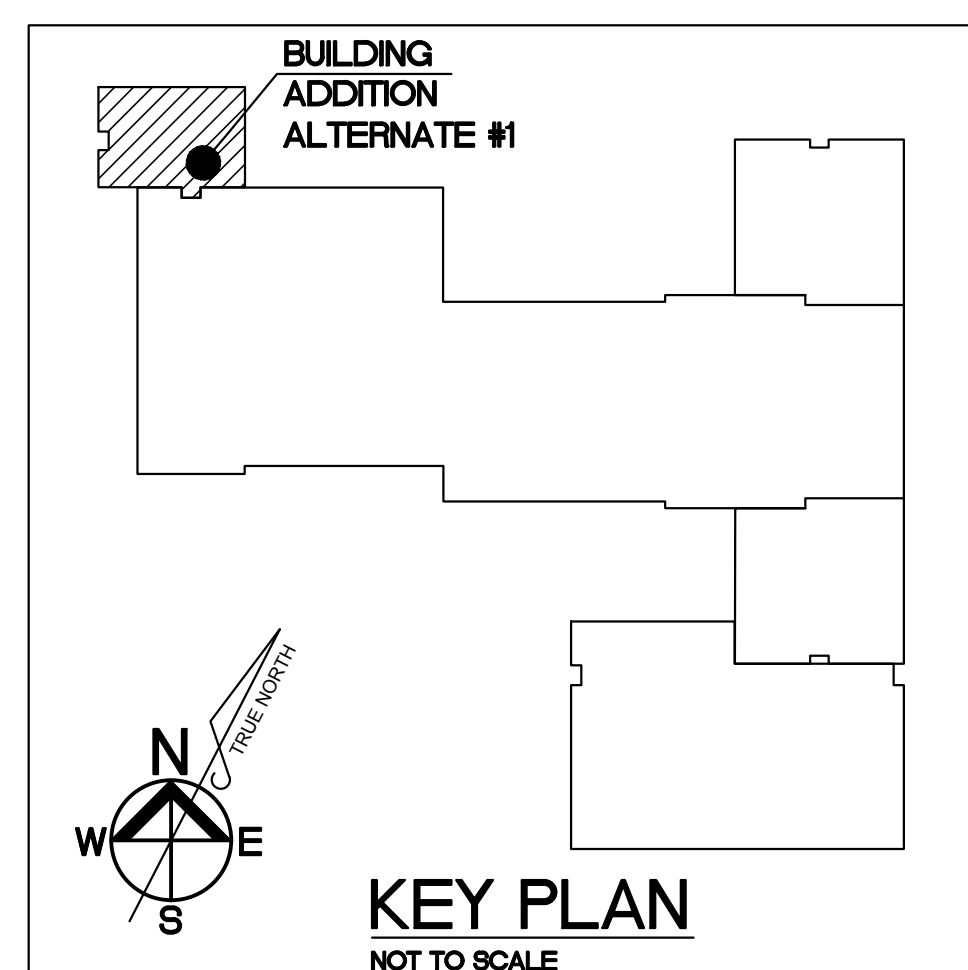 BUILDING
ADDITION
ALTERNATE #1
TRUE NORTH
N
W
E
S
KEY PLAN
NOT TO SCALE